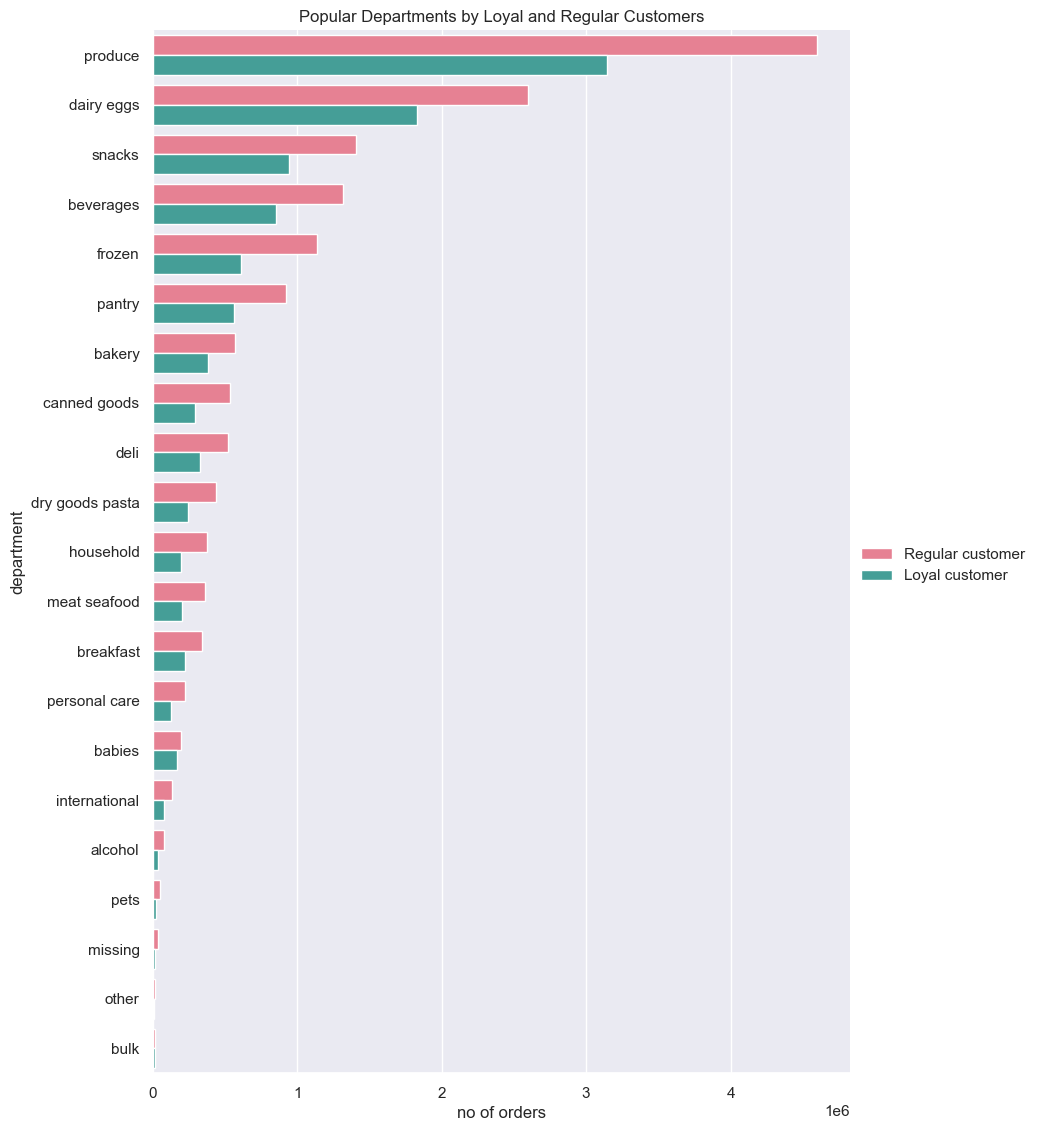 Popular Departments by Loyal and Regular Customers
produce
dairy eggs
snacks
beverages
frozen
pantry
bakery
canned goods
deli
dry goods pasta
household
meat seafood
breakfast
personal care
babies
international
alcohol
pets
missing
other
bulk
department
0 1 2 3 4
1e6
no of orders
Regular customer
Loyal customer